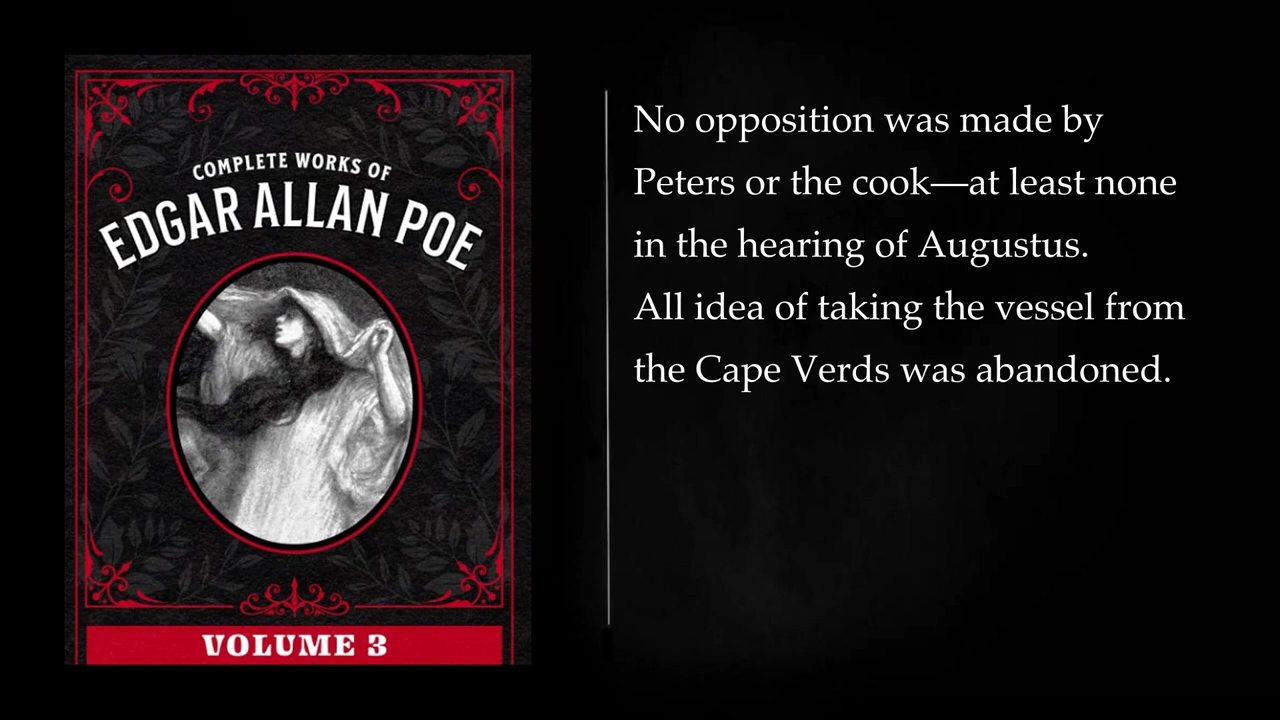 COMPLETE WORKS OF
EDGAR ALLAN POE
VOLUME 3
No opposition was made by
Peters or the cook—at least none
in the hearing of Augustus.
All idea of taking the vessel from
the Cape Verds was abandoned.